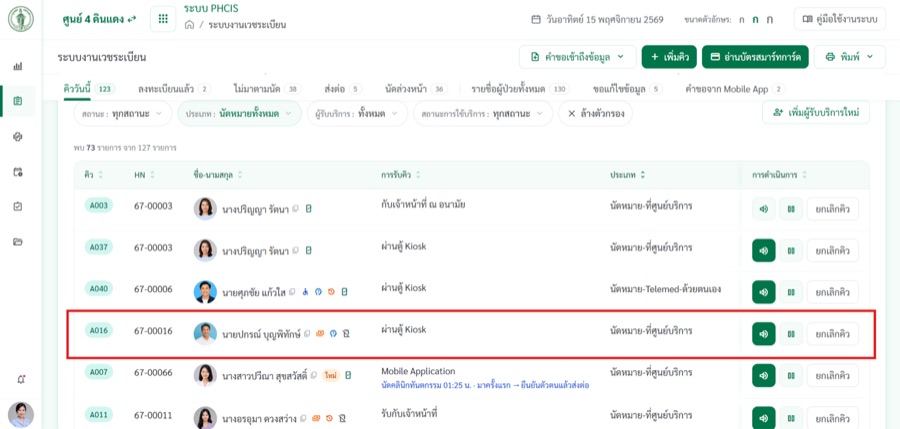 ระบบ PHCIS
ศูนย์ 4 ดินแดง
/ ระบบงานเวชระเบียน
วันอาทิตย์ 15 พฤศจิกายน 2569
ขนาดตัวอักษร: ก ก ก
คู่มือใช้งานระบบ
ระบบงานเวชระเบียน
คำขอเข้าถึงข้อมูล
+ เพิ่มคิว
อ่านบัตรสมาร์ทการ์ด
พิมพ์
คิววันนี้ 123 ลงทะเบียนแล้ว 2 ไม่มาตามนัด 38 ส่งต่อ 5 นัดล่วงหน้า 36 รายชื่อผู้ป่วยทั้งหมด 130 ขอแก้ไขข้อมูล 5 คำขอจาก Mobile App 2
สถานะ : ทุกสถานะ ประเภท : นัดหมายทั้งหมด ผู้รับบริการ : ทั้งหมด สถานะการใช้บริการ : ทุกสถานะ × ล้างตัวกรอง เพิ่มผู้รับบริการใหม่
พบ 73 รายการ จาก 127 รายการ
คิว HN ชื่อ-นามสกุล การรับคิว ประเภท การดำเนินการ
A003 67-00003 นางปริญญา รัตนา กับเจ้าหน้าที่ ณ อนามัย นัดหมาย-ที่ศูนย์บริการ ยกเลิกคิว
A037 67-00003 นางปริญญา รัตนา ผ่านตู้ Kiosk นัดหมาย-ที่ศูนย์บริการ ยกเลิกคิว
A040 67-00006 นายศุภชัย แก้วใส ผ่านตู้ Kiosk นัดหมาย-Telemed-ด้วยตนเอง ยกเลิกคิว
A016 67-00016 นายปกรณ์ บุญพิทักษ์ ผ่านตู้ Kiosk นัดหมาย-ที่ศูนย์บริการ ยกเลิกคิว
A007 67-00066 นางสาวปวีณา สุขสวัสดิ์ ใหม่ Mobile Application นัดหมาย-ที่ศูนย์บริการ ยกเลิกคิว
นัดคลินิกทันตกรรม 01:25 น. · มาครั้งแรก → ยืนยันตัวตนแล้วส่งต่อ
A011 67-00011 นางอรอุมา ดวงสว่าง รับกับเจ้าหน้าที่ นัดหมาย-ที่ศูนย์บริการ ยกเลิกคิว